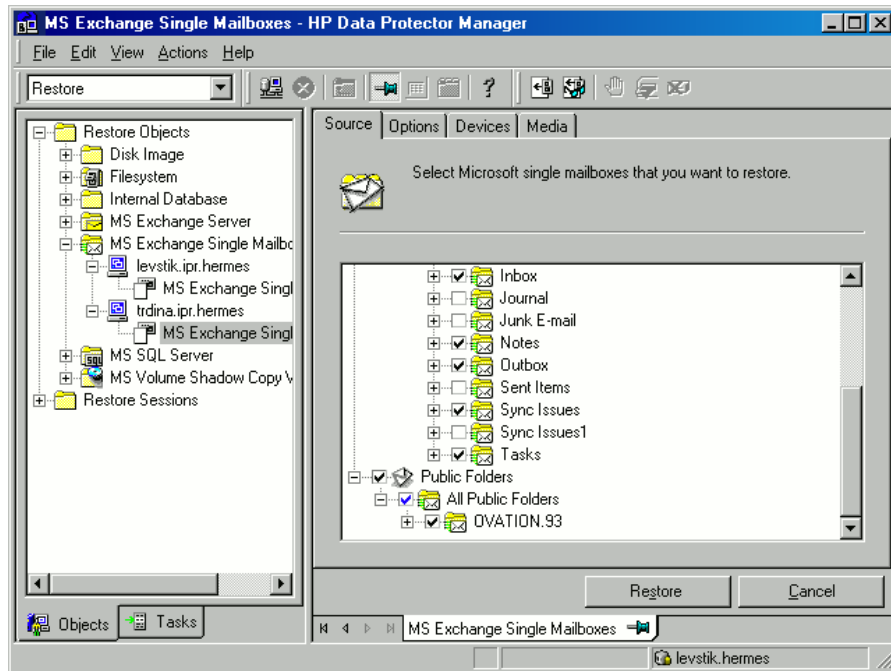 MS Exchange Single Mailboxes - HP Data Protector Manager
File Edit View Actions Help
Restore
Restore Objects
Disk Image
Filesystem
Internal Database
MS Exchange Server
MS Exchange Single Mailbo
levstik.ipr.hermes
MS Exchange Singl
trdina.ipr.hermes
MS Exchange Singl
SQL
MS SQL Server
MS Volume Shadow Copy W
Restore Sessions
Objects
Tasks
Source Options Devices Media
Select Microsoft single mailboxes that you want to restore.
Inbox
Journal
Junk E-mail
Notes
Outbox
Sent Items
Sync Issues
Sync Issues1
Tasks
Public Folders
All Public Folders
OVATION.93
Restore Cancel
MS Exchange Single Mailboxes
levstik.hermes